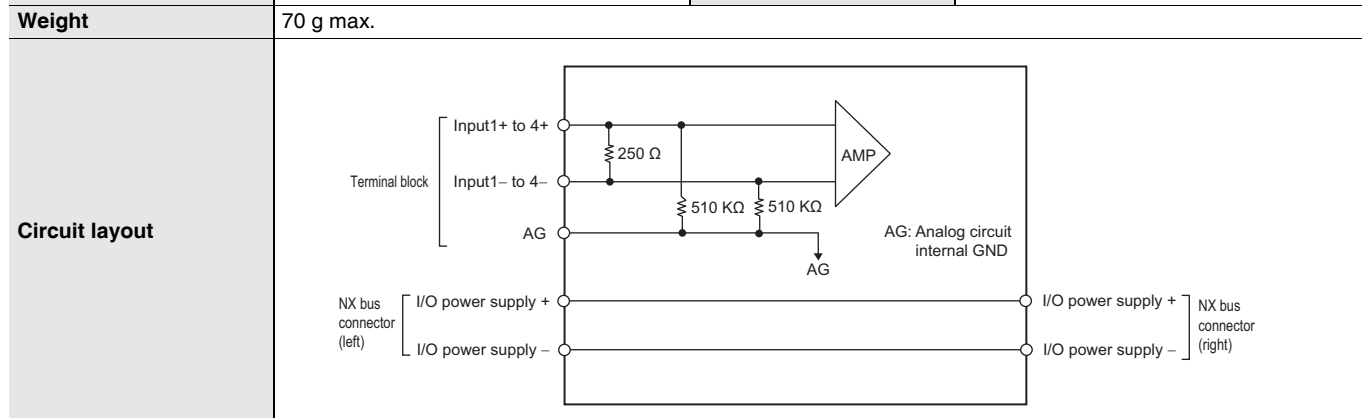 Weight
70 g max.
Circuit layout
Terminal block
Input1+ to 4+
Input1− to 4−
AG
250 Ω
510 KΩ
510 KΩ
AMP
AG
AG: Analog circuit
internal GND
NX bus
connector
(left)
I/O power supply +
I/O power supply −
I/O power supply +
I/O power supply −
NX bus
connector
(right)